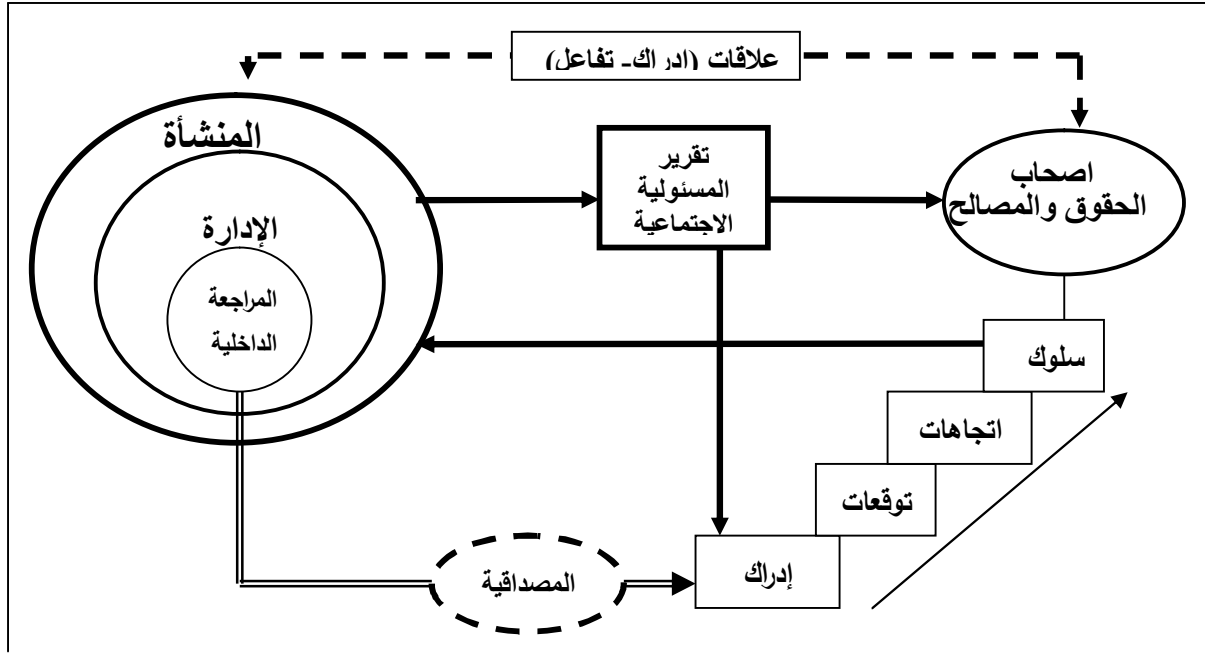 علاقات (ادراك- تفاعل)
المنشأة
تقرير
المسئولية
الاجتماعية
اصحاب
الحقوق والمصالح
الإدارة
المراجعة
الداخلية
سلوك
اتجاهات
توقعات
إدراك
المصداقية